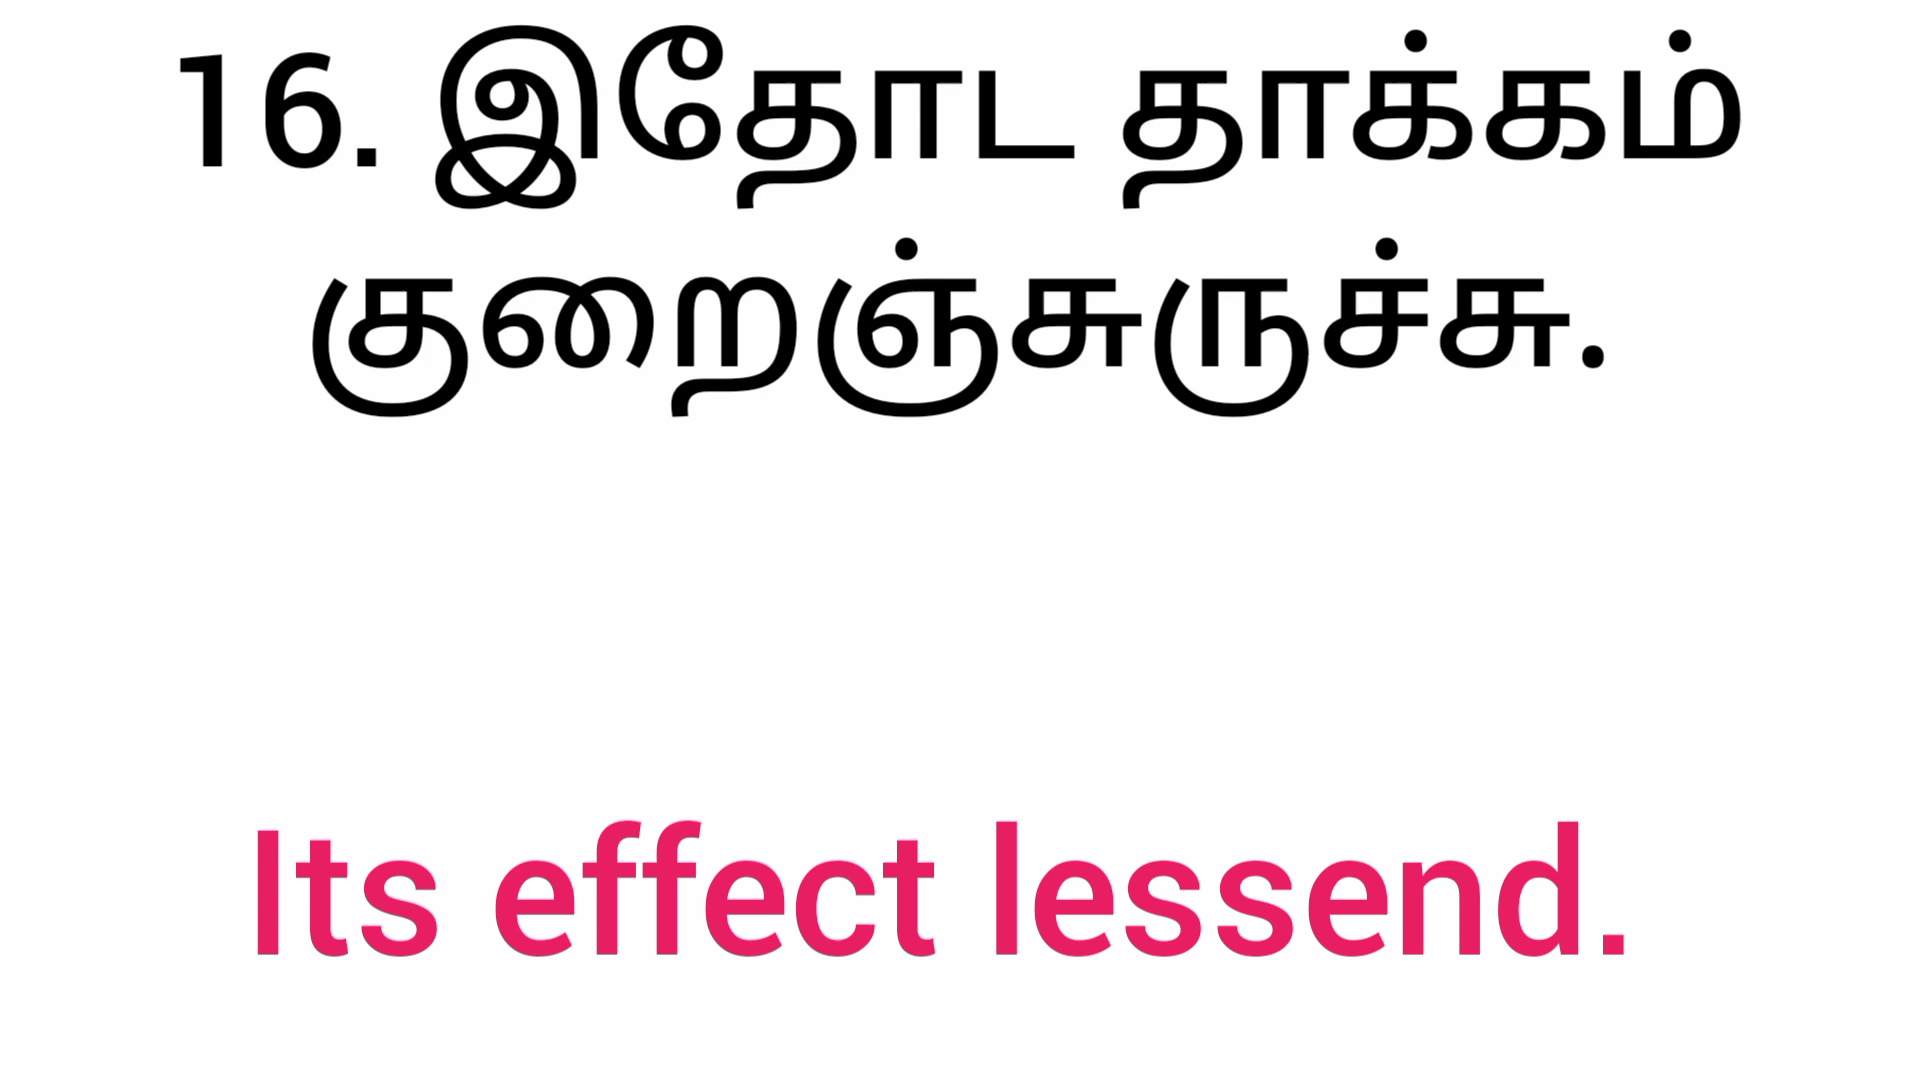 16. இதோட தாக்கம்
குறைஞ்சுருச்சு.
Its effect lessend.